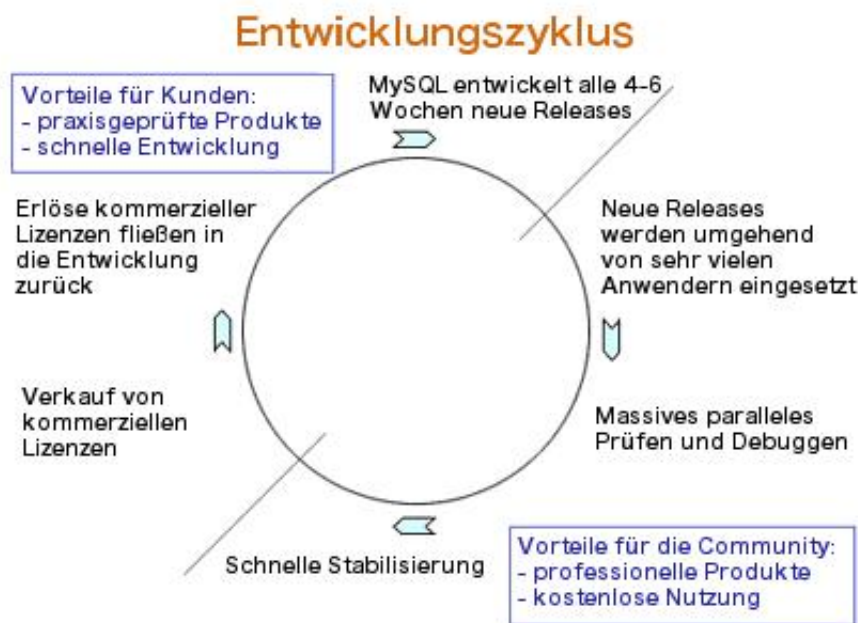 Entwicklungszyklus
Vorteile für Kunden:
- praxisgeprüfte Produkte
- schnelle Entwicklung
MySQL entwickelt alle 4-6
Wochen neue Releases
Neue Releases
werden umgehend
von sehr vielen
Anwendern eingesetzt
Massives paralleles
Prüfen und Debuggen
Vorteile für die Community:
- professionelle Produkte
- kostenlose Nutzung
Schnelle Stabilisierung
Verkauf von
kommerziellen
Lizenzen
Erlöse kommerzieller
Lizenzen fließen in
die Entwicklung
zurück